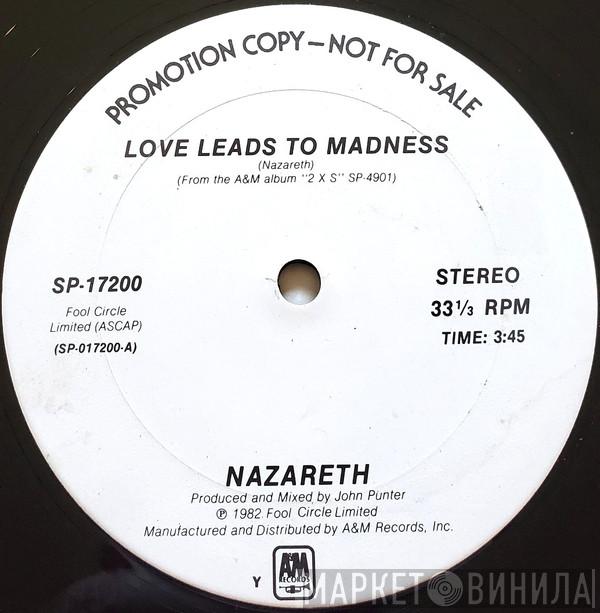 PROMOTION COPY—NOT FOR SALE
LOVE LEADS TO MADNESS
(Nazareth)
(From the A&M album "2 X S" SP-4901)
SP-17200
Fool Circle
Limited (ASCAP)
(SP-017200-A)
STEREO
33 1/3 RPM
TIME: 3:45
NAZARETH
Produced and Mixed by John Punter
℗ 1982 Fool Circle Limited
Manufactured and Distributed by A&M Records, Inc.
Y
A&M
RECORDS
МАРКЕТ ВИНИЛА